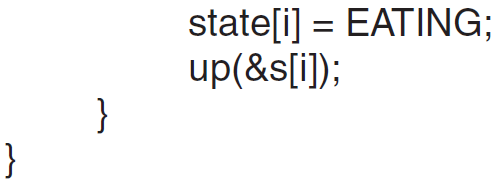 state[i] = EATING;
up(&s[i]);
}
}